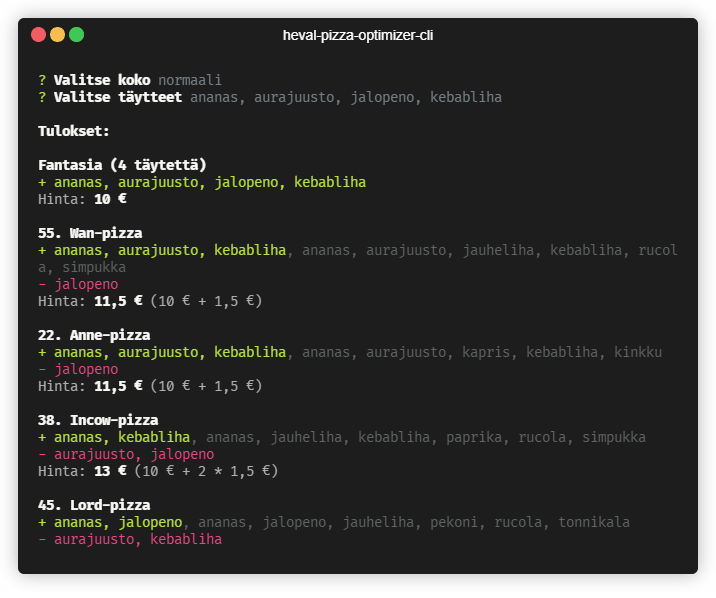 heval-pizza-optimizer-cli
? Valitse koko normaali
? Valitse täytteet ananas, aurajuusto, jalopeno, kebabliha
Tulokset:
Fantasia (4 täytettä)
+ ananas, aurajuusto, jalopeno, kebabliha
Hinta: 10 €
55. Wan-pizza
+ ananas, aurajuusto, kebabliha, ananas, aurajuusto, jauheliha, kebabliha, rucol
a, simpukka
- jalopeno
Hinta: 11,5 € (10 € + 1,5 €)
22. Anne-pizza
+ ananas, aurajuusto, kebabliha, ananas, aurajuusto, kapris, kebabliha, kinkku
- jalopeno
Hinta: 11,5 € (10 € + 1,5 €)
38. Incow-pizza
+ ananas, kebabliha, ananas, jauheliha, kebabliha, paprika, rucola, simpukka
- aurajuusto, jalopeno
Hinta: 13 € (10 € + 2 * 1,5 €)
45. Lord-pizza
+ ananas, jalopeno, ananas, jalopeno, jauheliha, pekoni, rucola, tonnikala
- aurajuusto, kebabliha